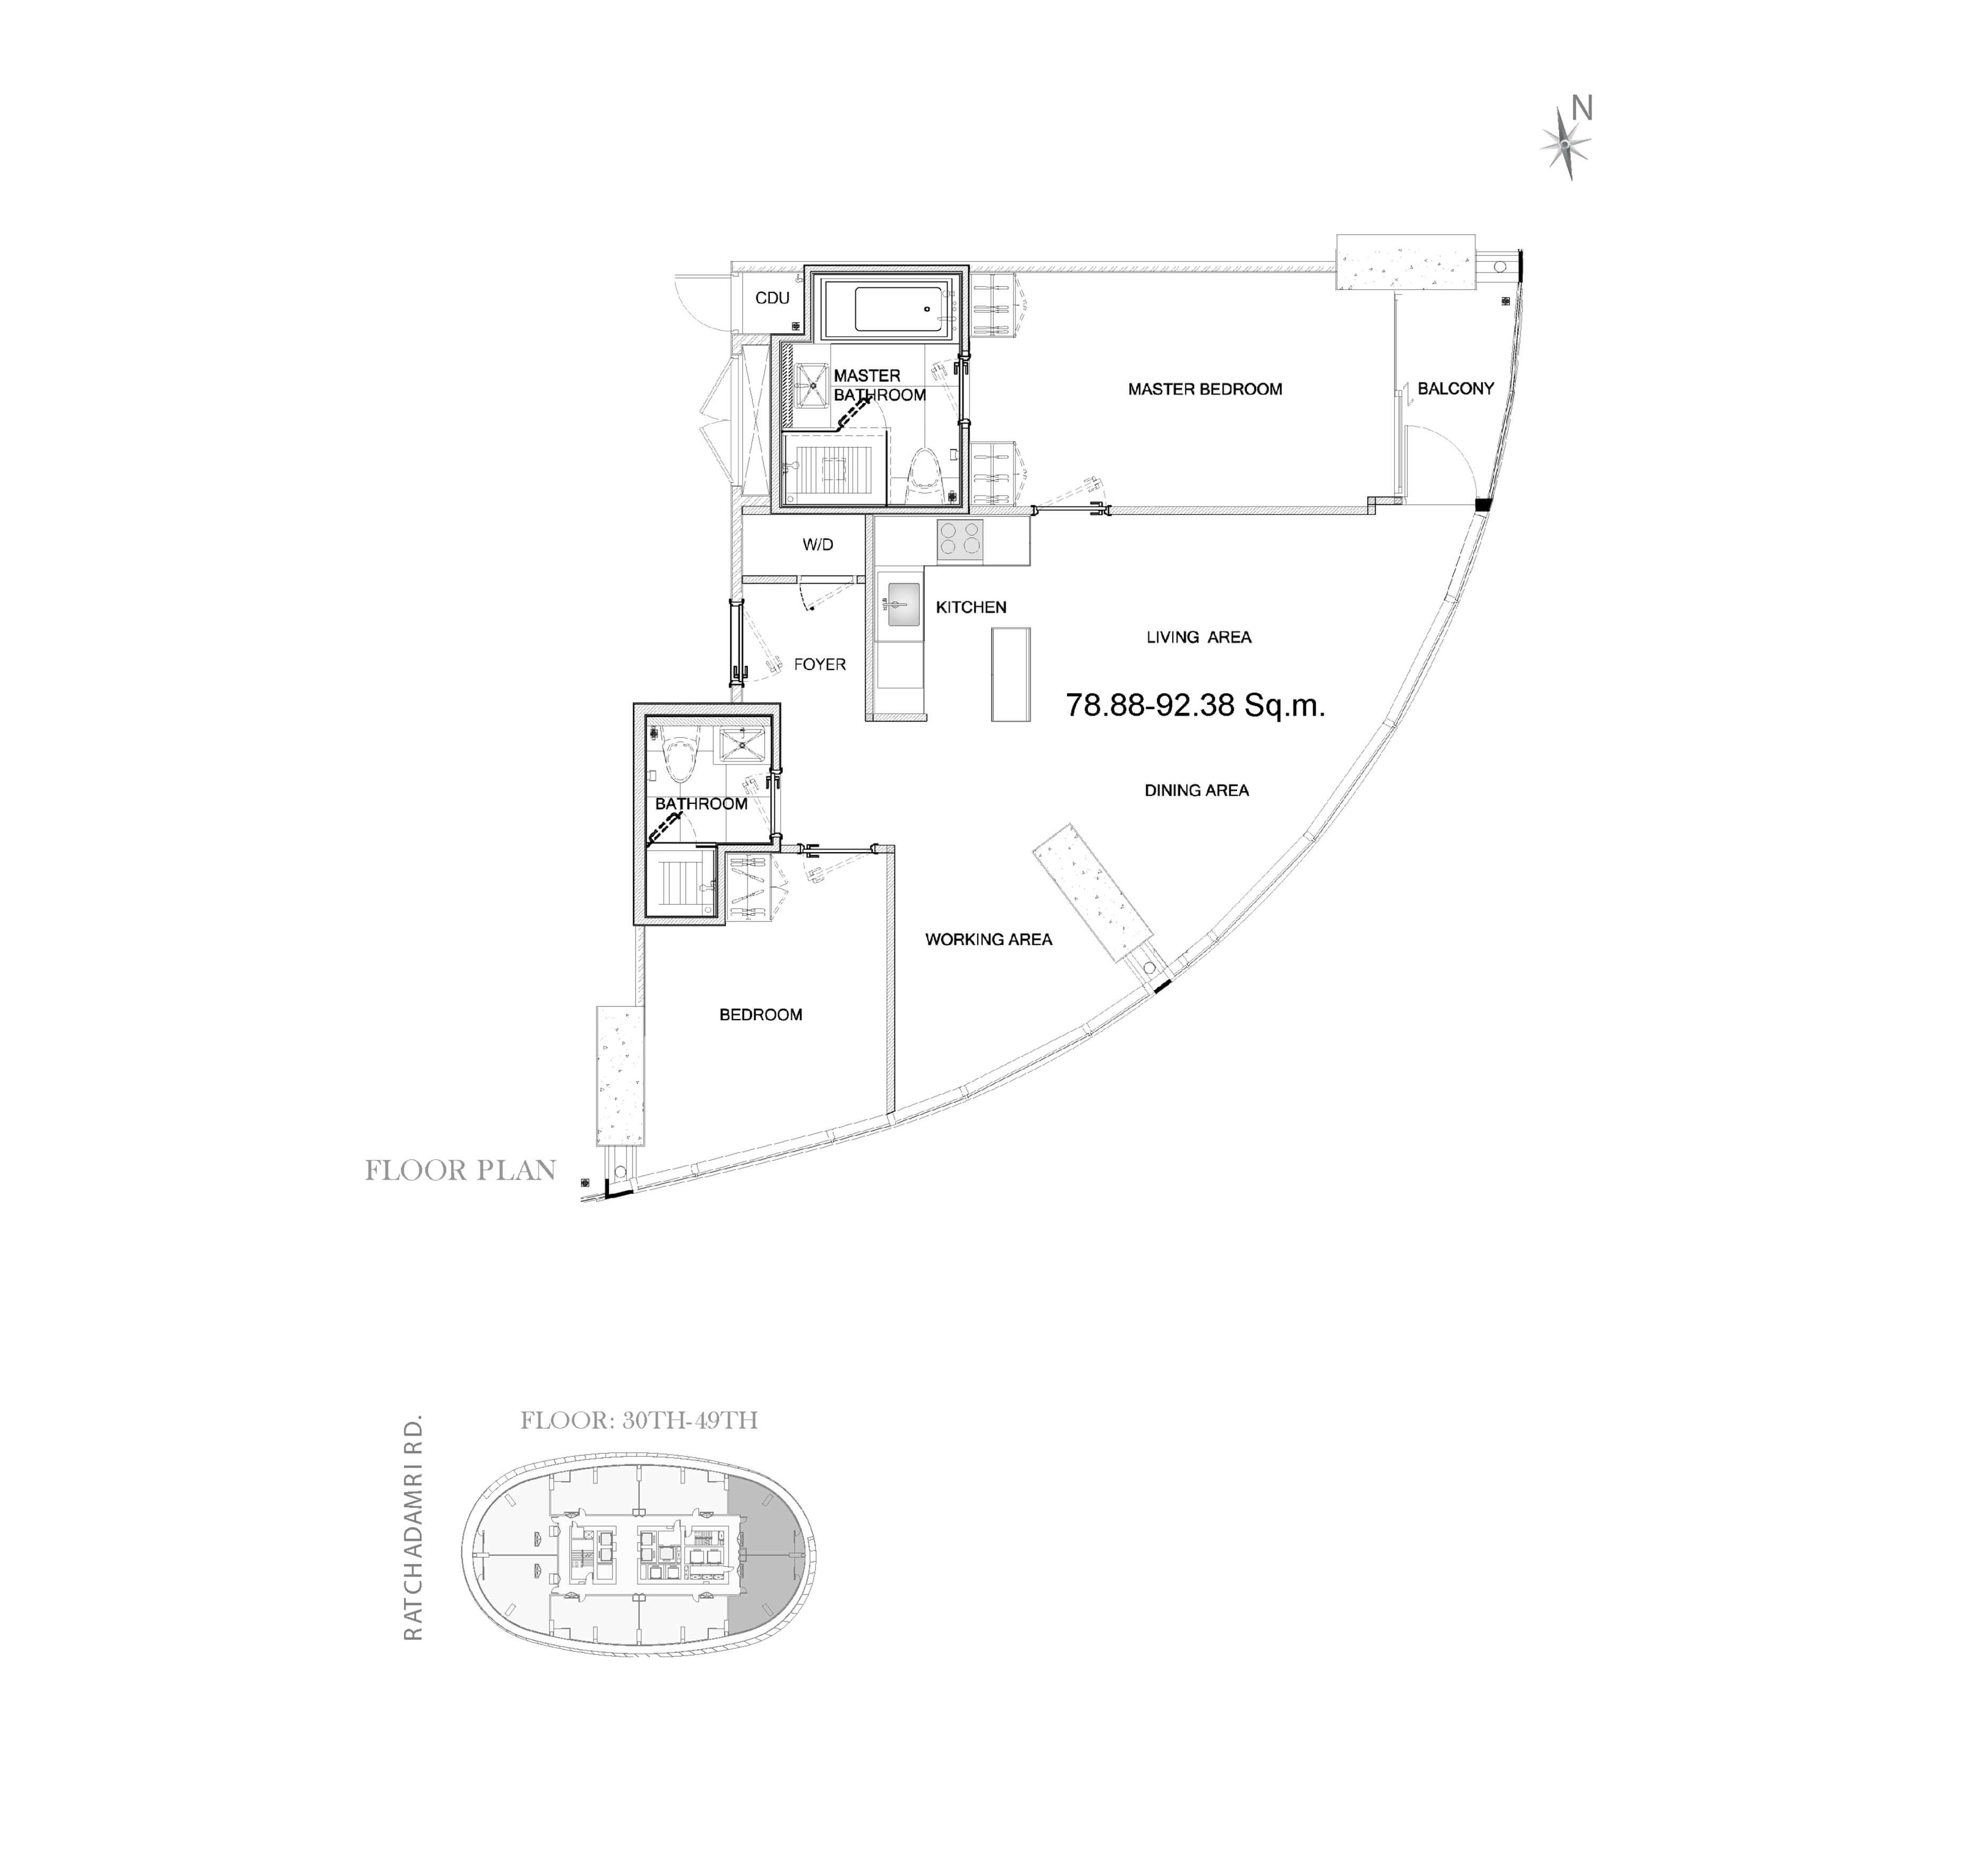 N
CDU
MASTER
BATHROOM
MASTER BEDROOM
BALCONY
W/D
KITCHEN
LIVING AREA
FOYER
78.88-92.38 Sq.m.
DINING AREA
BATHROOM
WORKING AREA
BEDROOM
FLOOR PLAN
FLOOR: 30TH-49TH
RATCHADAMRI RD.